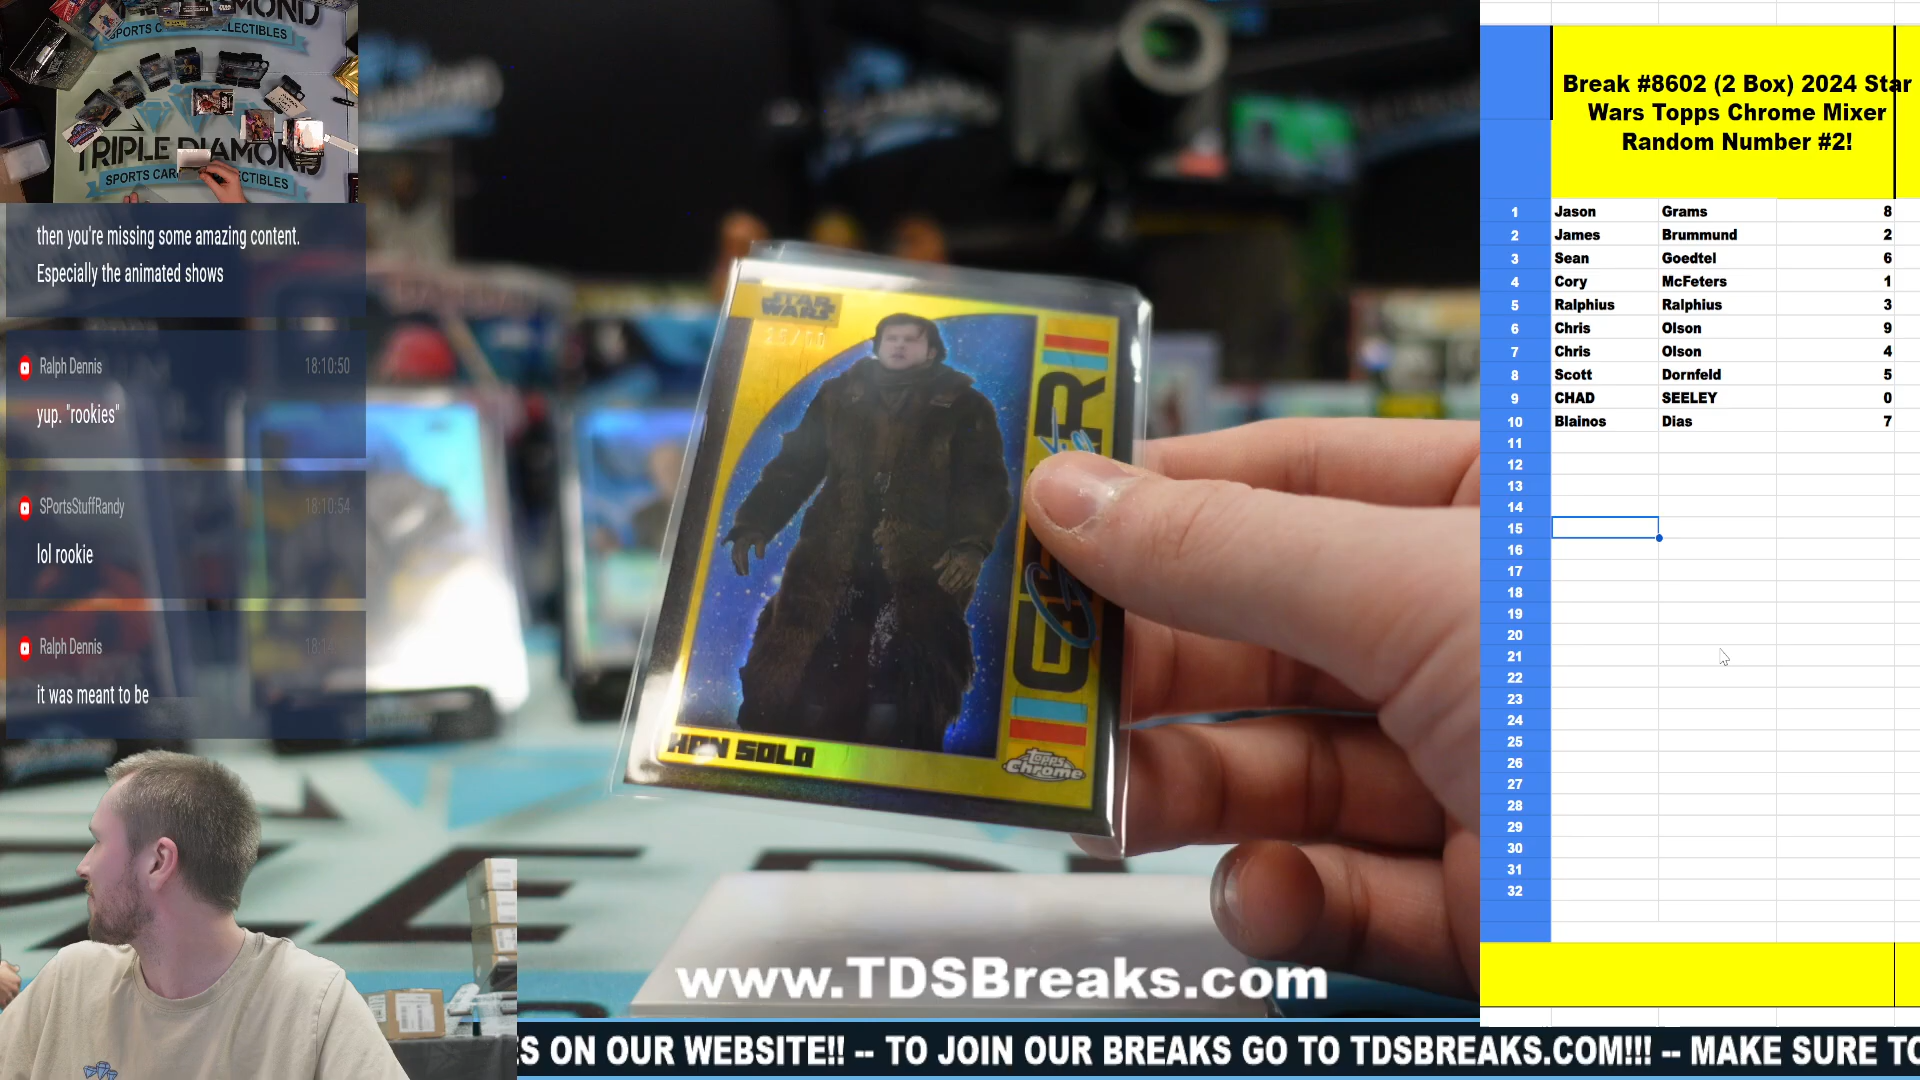 SPORTS CARDS COLLECTIBLES
TRIPLE DIAMOND
then you're missing some amazing content.
Especially the animated shows
Ralph Dennis 18:10:50
yup. "rookies"
SPortsStuffRandy 18:10:54
lol rookie
Ralph Dennis
it was meant to be
STAR WARS
HAN SOLO
Topps Chrome
www.TDSBreaks.com
S ON OUR WEBSITE!! -- TO JOIN OUR BREAKS GO TO TDSBREAKS.COM!!! -- MAKE SURE TO
Break #8602 (2 Box) 2024 Star
Wars Topps Chrome Mixer
Random Number #2!
1 Jason Grams 8
2 James Brummund 2
3 Sean Goedtel 6
4 Cory McFeters 1
5 Ralphius Ralphius 3
6 Chris Olson 9
7 Chris Olson 4
8 Scott Dornfeld 5
9 CHAD SEELEY 0
10 Blainos Dias 7
11
12
13
14
15
16
17
18
19
20
21
22
23
24
25
26
27
28
29
30
31
32